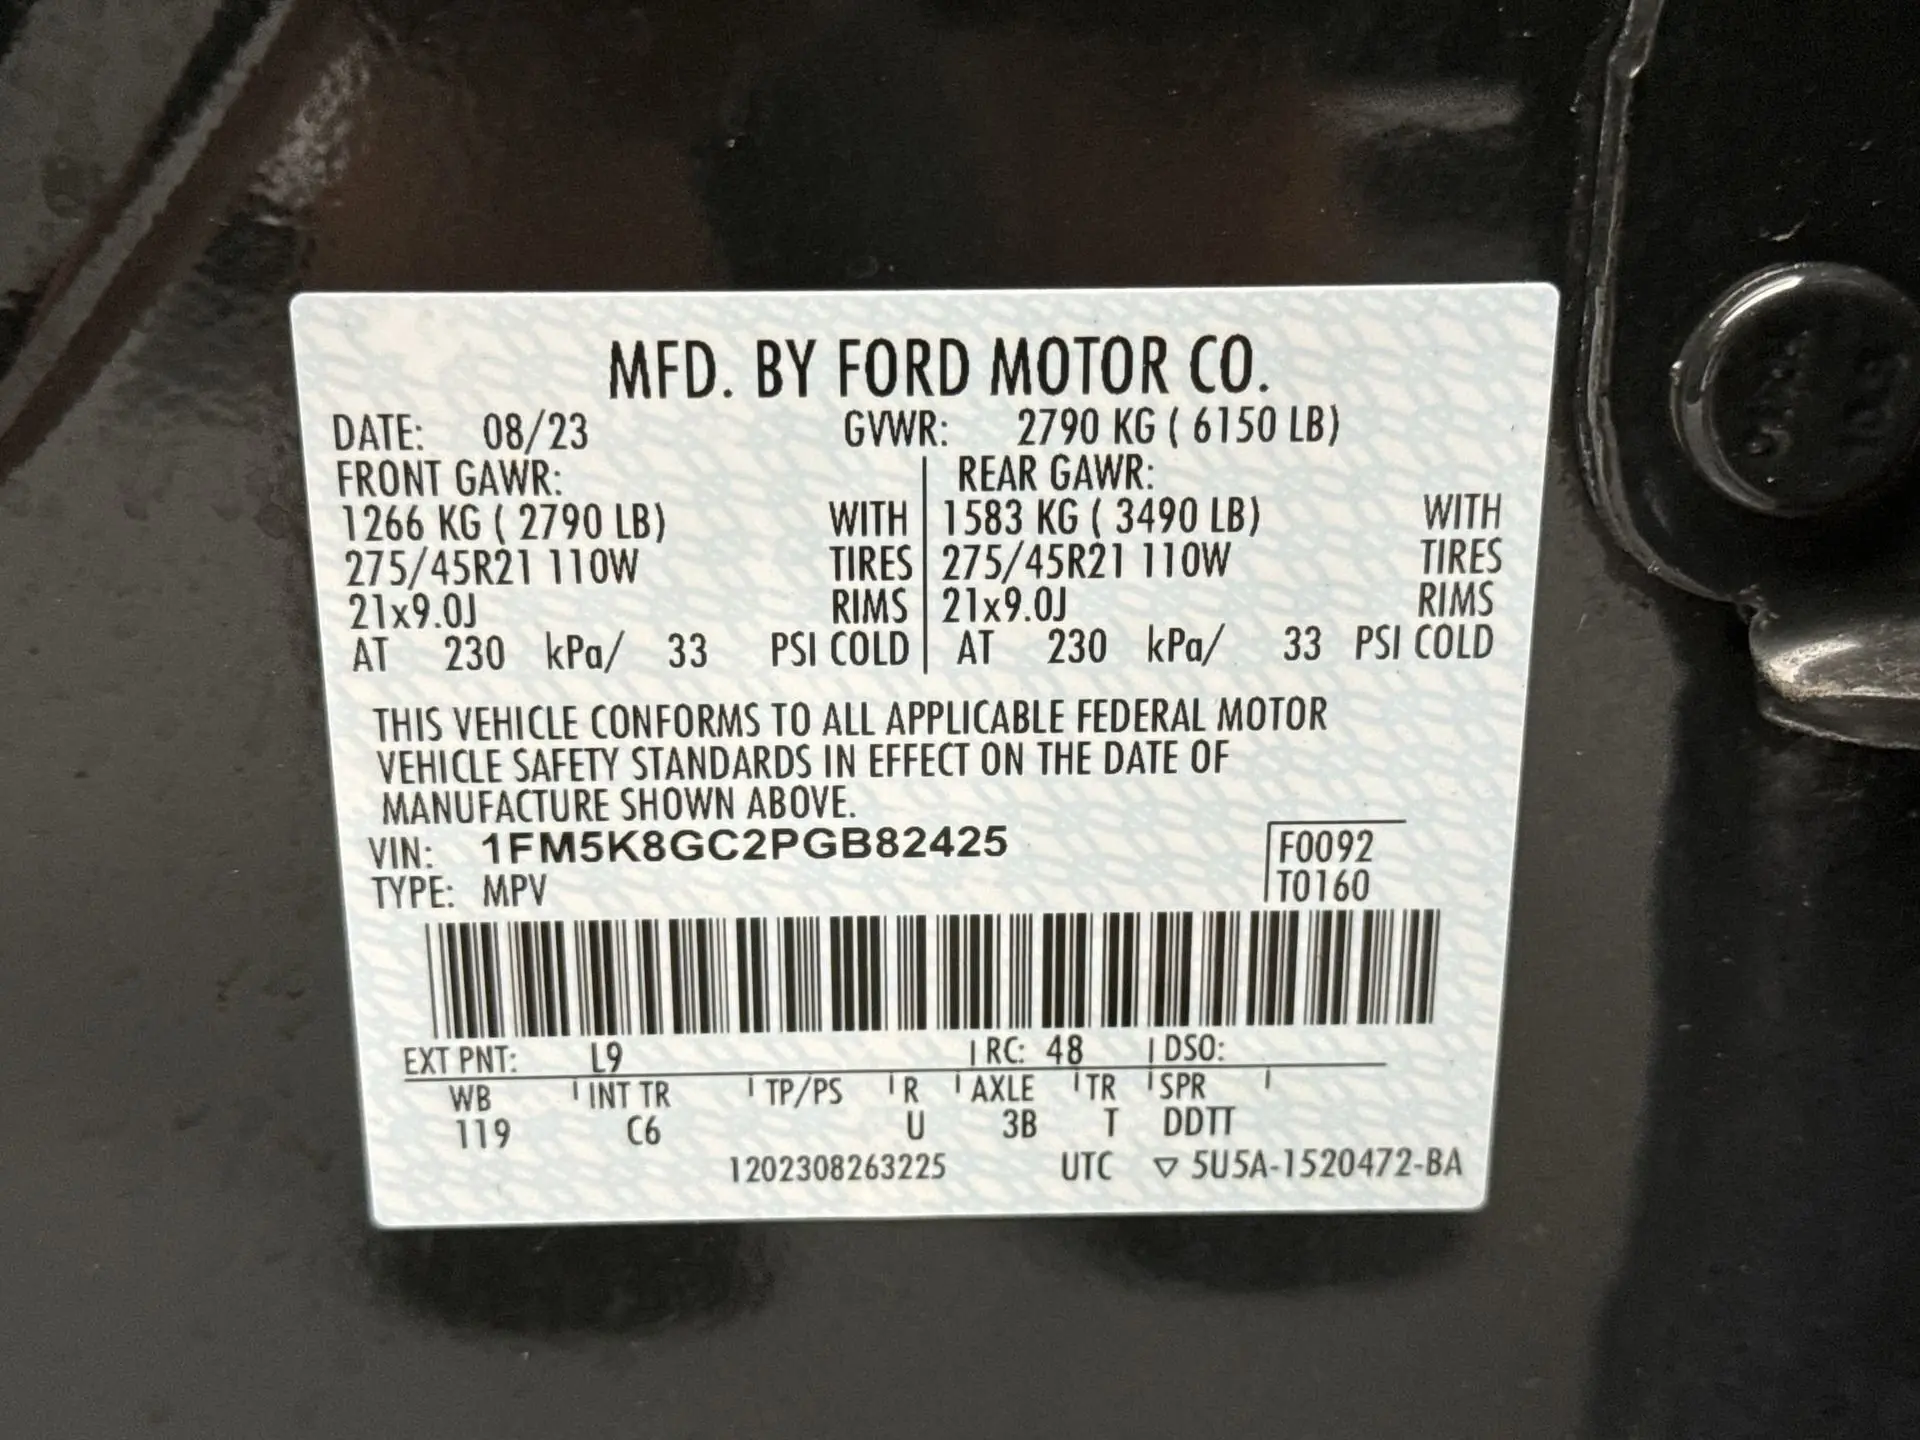 MFD. BY FORD MOTOR CO.
DATE: 08/23 GVWR: 2790 KG ( 6150 LB)
FRONT GAWR: REAR GAWR:
1266 KG ( 2790 LB) WITH 1583 KG ( 3490 LB) WITH
275/45R21 110W TIRES 275/45R21 110W TIRES
21x9.0J RIMS 21x9.0J RIMS
AT 230 kPa/ 33 PSI COLD AT 230 kPa/ 33 PSI COLD
THIS VEHICLE CONFORMS TO ALL APPLICABLE FEDERAL MOTOR
VEHICLE SAFETY STANDARDS IN EFFECT ON THE DATE OF
MANUFACTURE SHOWN ABOVE.
VIN: 1FM5K8GC2PGB82425 F0092
TYPE: MPV T0160
EXT PNT: L9 RC: 48 DSO:
WB INT TR TP/PS R AXLE TR SPR
119 C6 U 3B T DDTT
1202308263225 UTC ▽ 5U5A-1520472-BA